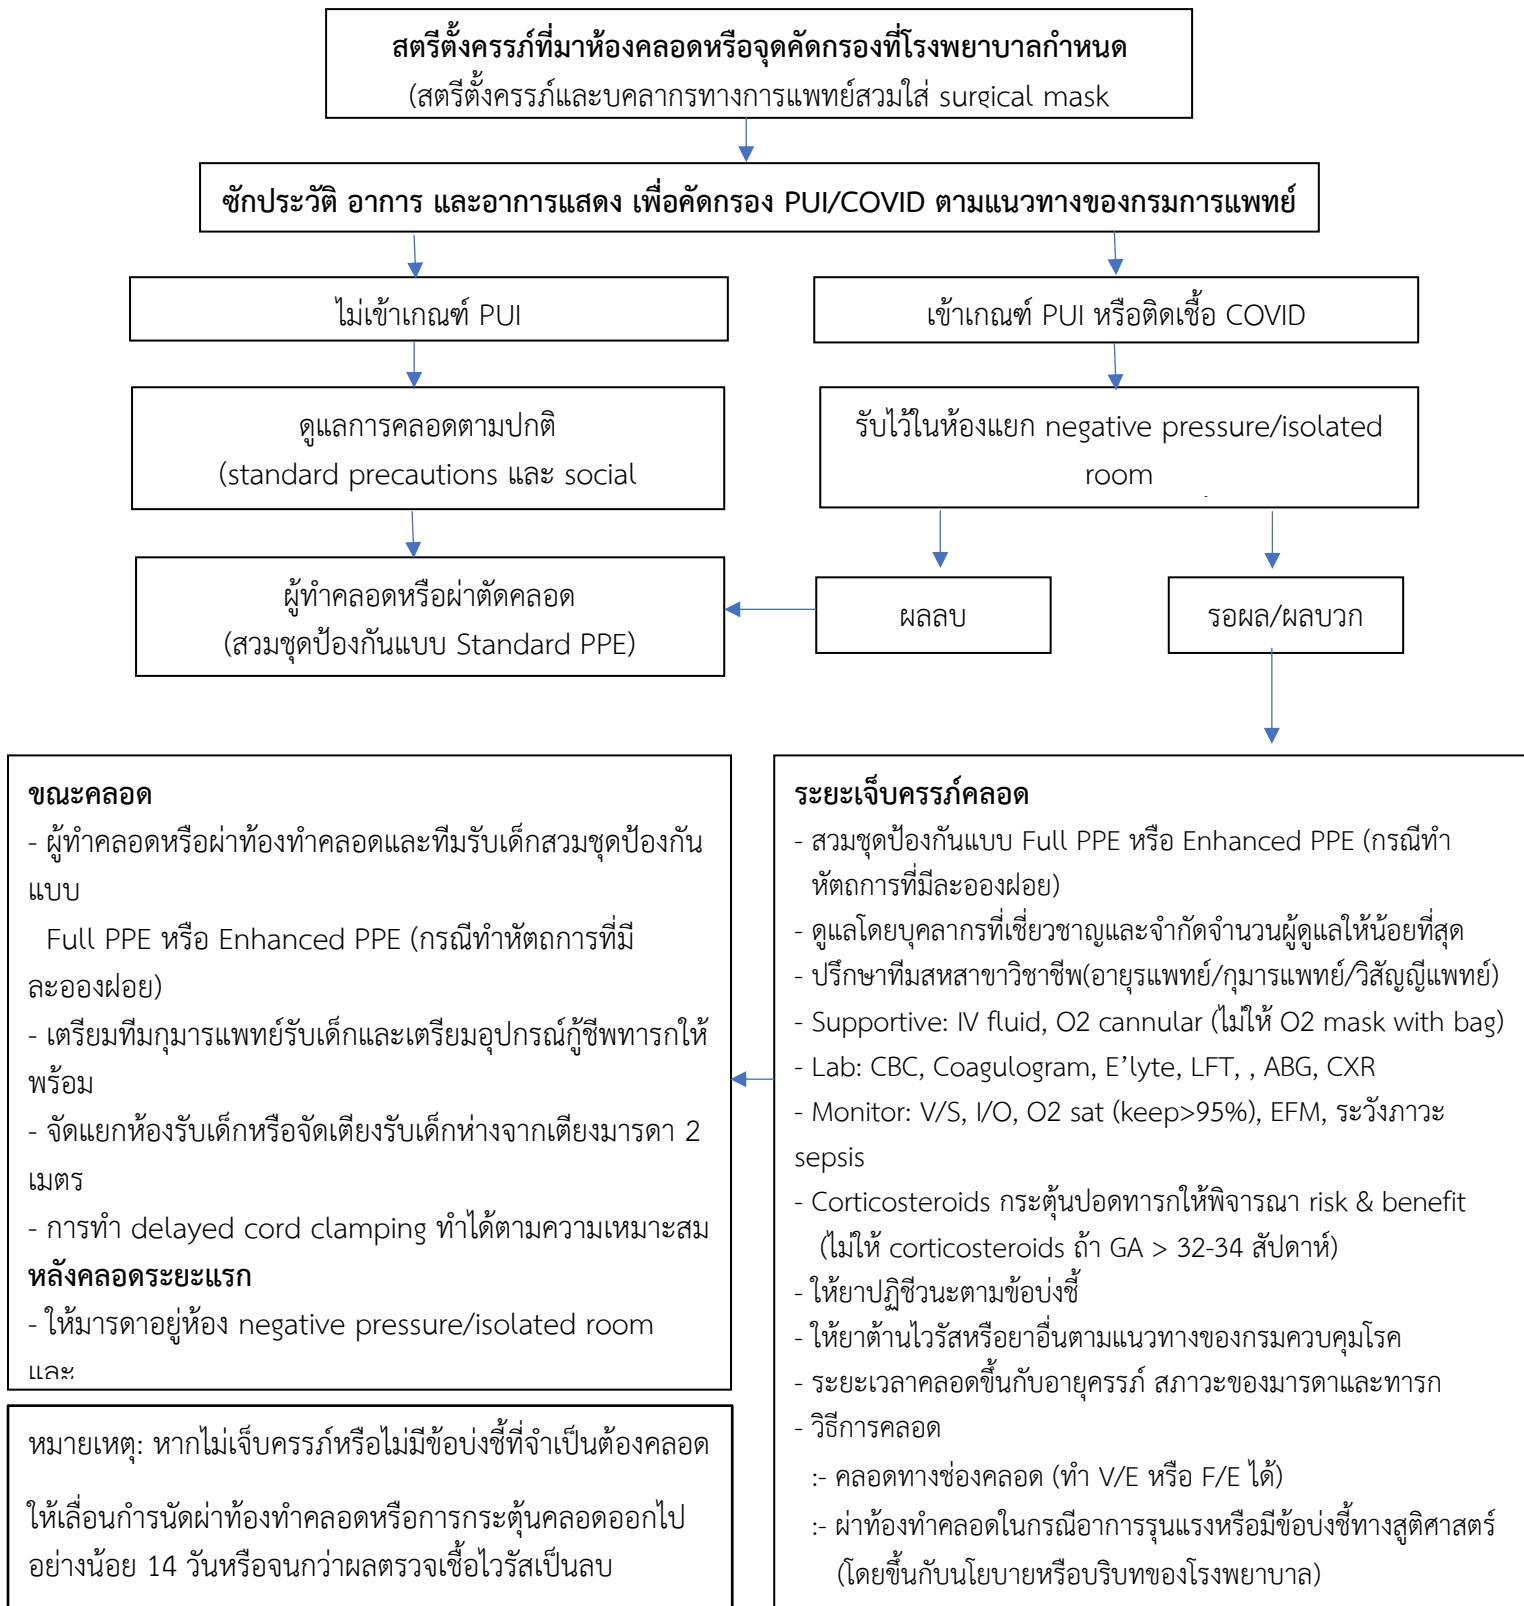 สตรีตั้งครรภ์ที่มาห้องคลอดหรือจุดคัดกรองที่โรงพยาบาลกำหนด
(สตรีตั้งครรภ์และบุคลากรทางการแพทย์สวมใส่ surgical mask
ซักประวัติ อาการ และอาการแสดง เพื่อคัดกรอง PUI/COVID ตามแนวทางของกรมการแพทย์
ไม่เข้าเกณฑ์ PUI
เข้าเกณฑ์ PUI หรือติดเชื้อ COVID
ดูแลการคลอดตามปกติ
(standard precautions และ social
รับไว้ในห้องแยก negative pressure/isolated
room
ผู้ทำคลอดหรือผ่าตัดคลอด
(สวมชุดป้องกันแบบ Standard PPE)
ผลลบ
รอผล/ผลบวก
ขณะคลอด
- ผู้ทำคลอดหรือผ่าท้องทำคลอดและทีมรับเด็กสวมชุดป้องกัน
แบบ
Full PPE หรือ Enhanced PPE (กรณีทำหัตถการที่มี
ละอองฝอย)
- เตรียมทีมกุมารแพทย์รับเด็กและเตรียมอุปกรณ์กู้ชีพทารกให้
พร้อม
- จัดแยกห้องรับเด็กหรือจัดเตียงรับเด็กห่างจากเตียงมารดา 2
เมตร
- การทำ delayed cord clamping ทำได้ตามความเหมาะสม
หลังคลอดระยะแรก
- ให้มารดาอยู่ห้อง negative pressure/isolated room
และ
หมายเหตุ: หากไม่เจ็บครรภ์หรือไม่มีข้อบ่งชี้ที่จำเป็นต้องคลอด
ให้เลื่อนกำรนัดผ่าท้องทำคลอดหรือการกระตุ้นคลอดออกไป
อย่างน้อย 14 วันหรือจนกว่าผลตรวจเชื้อไวรัสเป็นลบ
ระยะเจ็บครรภ์คลอด
- สวมชุดป้องกันแบบ Full PPE หรือ Enhanced PPE (กรณีทำ
หัตถการที่มีละอองฝอย)
- ดูแลโดยบุคลากรที่เชี่ยวชาญและจำกัดจำนวนผู้ดูแลให้น้อยที่สุด
- ปรึกษาทีมสหสาขาวิชาชีพ(อายุรแพทย์/กุมารแพทย์/วิสัญญีแพทย์)
- Supportive: IV fluid, O2 cannular (ไม่ให้ O2 mask with bag)
- Lab: CBC, Coagulogram, E’lyte, LFT, , ABG, CXR
- Monitor: V/S, I/O, O2 sat (keep>95%), EFM, ระวังภาวะ
sepsis
- Corticosteroids กระตุ้นปอดทารกให้พิจารณา risk & benefit
(ไม่ให้ corticosteroids ถ้า GA > 32-34 สัปดาห์)
- ให้ยาปฏิชีวนะตามข้อบ่งชี้
- ให้ยาต้านไวรัสหรือยาอื่นตามแนวทางของกรมควบคุมโรค
- ระยะเวลาคลอดขึ้นกับอายุครรภ์ สภาวะของมารดาและทารก
- วิธีการคลอด
:- คลอดทางช่องคลอด (ทำ V/E หรือ F/E ได้)
:- ผ่าท้องทำคลอดในกรณีอาการรุนแรงหรือมีข้อบ่งชี้ทางสูติศาสตร์
(โดยขึ้นกับนโยบายหรือบริบทของโรงพยาบาล)